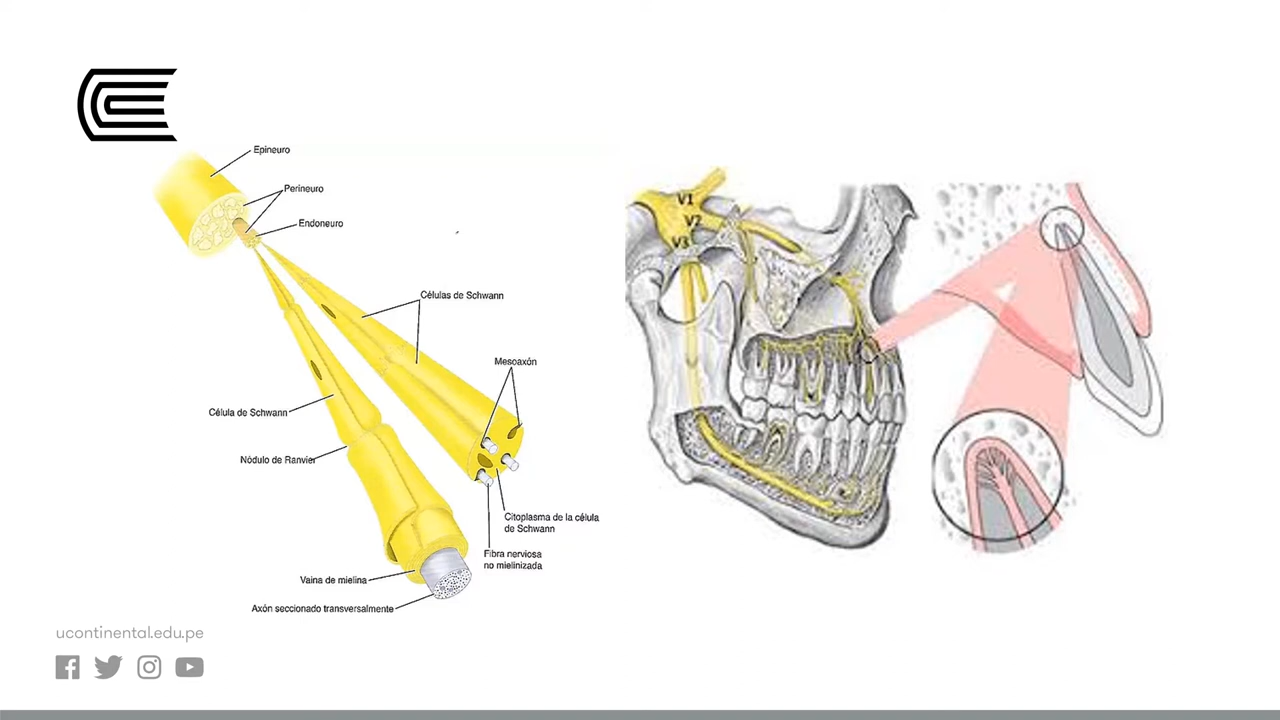 Epineuro
Perineuro
Endoneuro
Células de Schwann
Mesoaxón
Célula de Schwann
Nódulo de Ranvier
Citoplasma de la célula
de Schwann
Fibra nerviosa
no mielinizada
Vaina de mielina
Axón seccionado transversalmente
V1
V2
V3
ucontinental.edu.pe